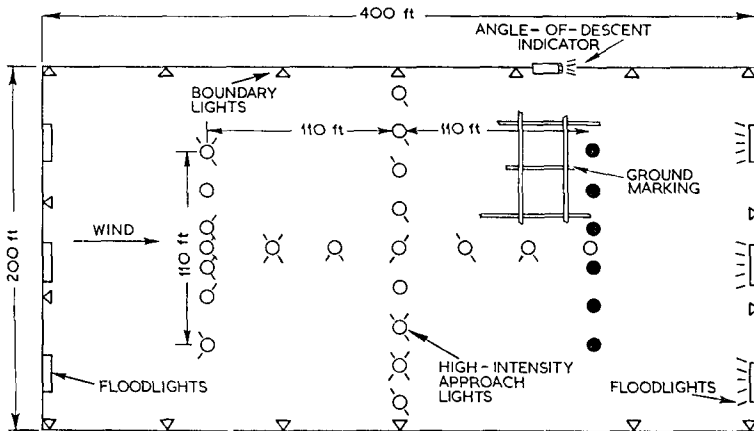 400 ft
ANGLE-OF-DESCENT
INDICATOR
BOUNDARY
LIGHTS
110 ft
110 ft
GROUND
MARKING
200 ft
WIND
110 ft
FLOODLIGHTS
HIGH-INTENSITY
APPROACH
LIGHTS
FLOODLIGHTS